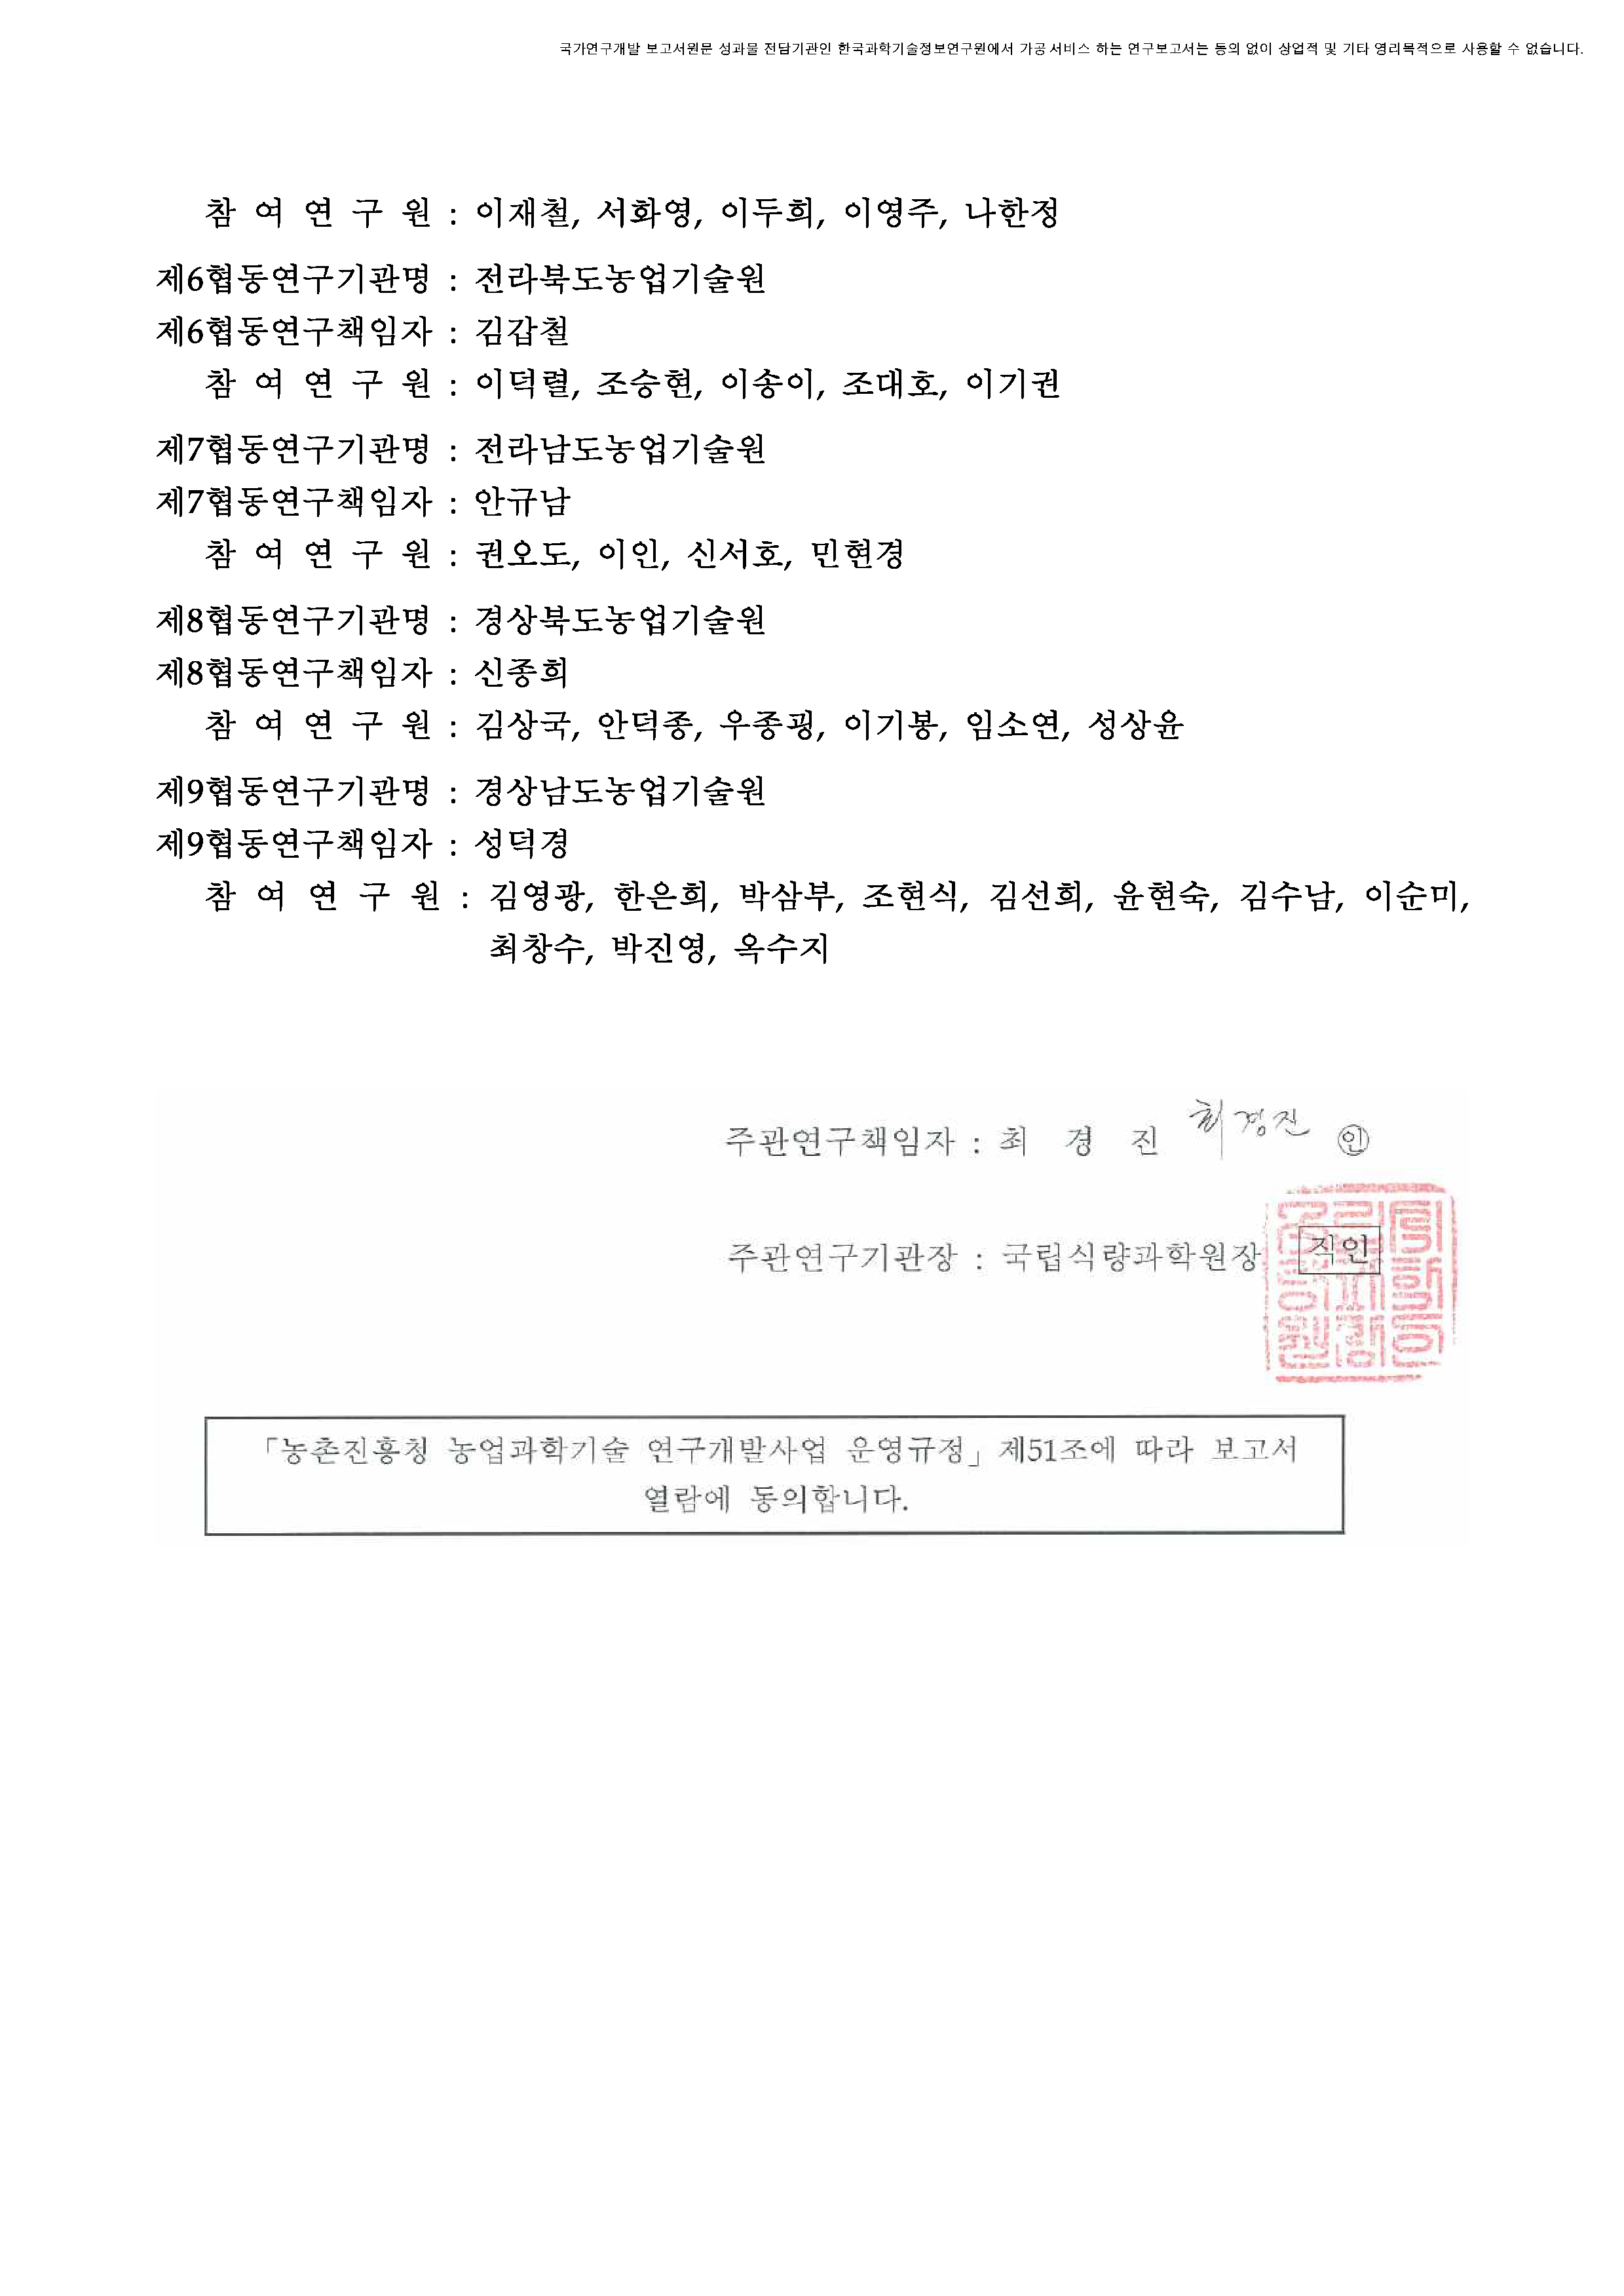 국가연구개발 보고서원문 성과물 전담기관인 한국과학기술정보연구원에서 가공·서비스 하는 연구보고서는 동의 없이 상업적 및 기타 영리목적으로 사용할 수 없습니다.
참 여 연 구 원 : 이재철, 서화영, 이두희, 이영주, 나한정
제6협동연구기관명 : 전라북도농업기술원
제6협동연구책임자 : 김갑철
참 여 연 구 원 : 이덕렬, 조승현, 이송이, 조대호, 이기권
제7협동연구기관명 : 전라남도농업기술원
제7협동연구책임자 : 안규남
참 여 연 구 원 : 권오도, 이인, 신서호, 민현경
제8협동연구기관명 : 경상북도농업기술원
제8협동연구책임자 : 신종희
참 여 연 구 원 : 김상국, 안덕종, 우종굉, 이기봉, 임소연, 성상윤
제9협동연구기관명 : 경상남도농업기술원
제9협동연구책임자 : 성덕경
참 여 연 구 원 : 김영광, 한은희, 박삼부, 조현식, 김선희, 윤현숙, 김수남, 이순미,
최창수, 박진영, 옥수지
주관연구책임자 : 최 경 진 최경진 ㊞
주관연구기관장 : 국립식량과학원장 직인
「농촌진흥청 농업과학기술 연구개발사업 운영규정」 제51조에 따라 보고서
열람에 동의합니다.